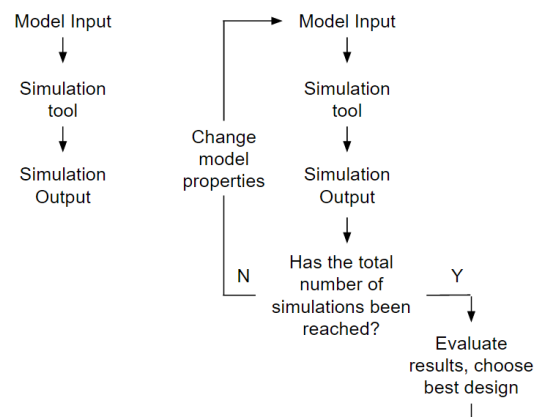 Model Input
Simulation
tool
Simulation
Output
Model Input
Simulation
tool
Simulation
Output
Change
model
properties
Has the total
number of
simulations been
reached?
N
Y
Evaluate
results, choose
best design